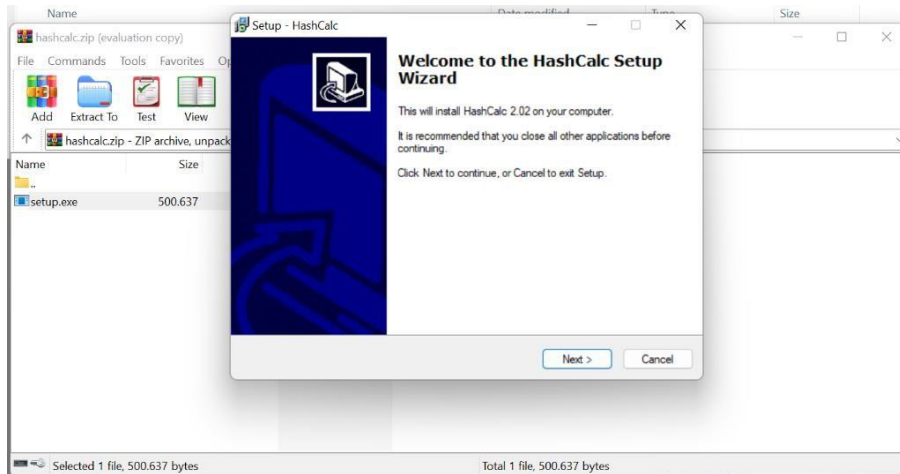 Name Date modified Type Size
hashcalc.zip (evaluation copy)
File Commands Tools Favorites Op
Add Extract To Test View
hashcalc.zip - ZIP archive, unpack
Name Size
..
setup.exe 500.637
Setup - HashCalc
Welcome to the HashCalc Setup
Wizard
This will install HashCalc 2.02 on your computer.
It is recommended that you close all other applications before
continuing.
Click Next to continue, or Cancel to exit Setup.
Next > Cancel
Selected 1 file, 500.637 bytes Total 1 file, 500.637 bytes